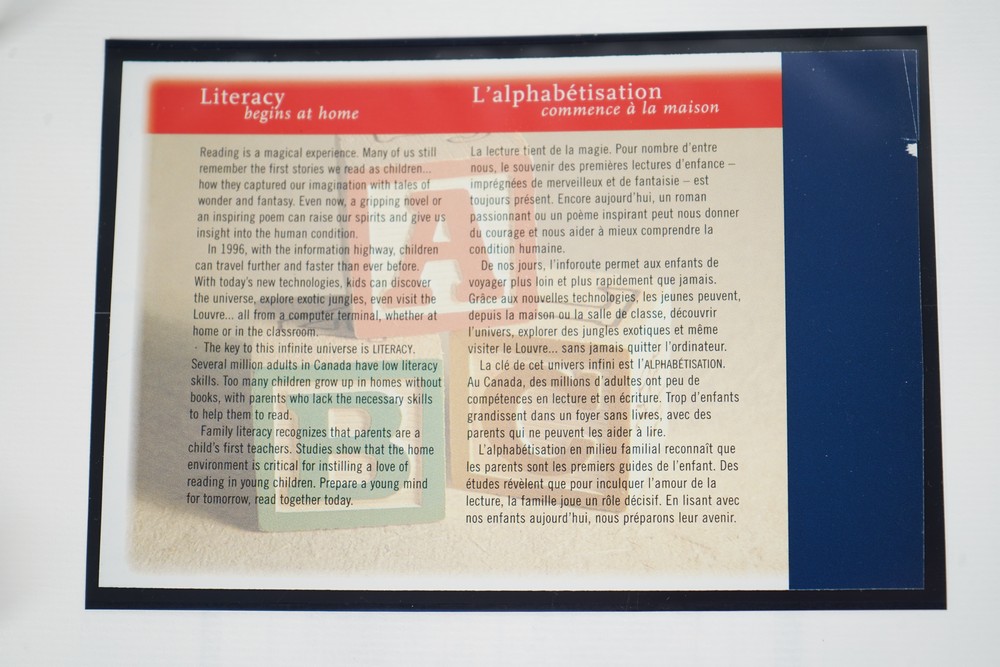 Literacy
begins at home
Reading is a magical experience. Many of us still
remember the first stories we read as children...
how they captured our imagination with tales of
wonder and fantasy. Even now, a gripping novel or
an inspiring poem can raise our spirits and give us
insight into the human condition.
In 1996, with the information highway, children
can travel further and faster than ever before.
With today's new technologies, kids can discover
the universe, explore exotic jungles, even visit the
Louvre... all from a computer terminal, whether at
home or in the classroom.
The key to this infinite universe is LITERACY.
Several million adults in Canada have low literacy
skills. Too many children grow up in homes without
books, with parents who lack the necessary skills
to help them to read.
Family literacy recognizes that parents are a
child's first teachers. Studies show that the home
environment is critical for instilling a love of
reading in young children. Prepare a young mind
for tomorrow, read together today.
L'alphabétisation
commence à la maison
La lecture tient de la magie. Pour nombre d'entre
nous, le souvenir des premières lectures d'enfance –
imprégnées de merveilleux et de fantaisie – est
toujours présent. Encore aujourd'hui, un roman
passionnant ou un poème inspirant peut nous donner
du courage et nous aider à mieux comprendre la
condition humaine.
De nos jours, l'inforoute permet aux enfants de
voyager plus loin et plus rapidement que jamais.
Grâce aux nouvelles technologies, les jeunes peuvent,
depuis la maison ou la salle de classe, découvrir
l'univers, explorer des jungles exotiques et même
visiter le Louvre... sans jamais quitter l'ordinateur.
La clé de cet univers infini est l'ALPHABÉTISATION.
Au Canada, des millions d'adultes ont peu de
compétences en lecture et en écriture. Trop d'enfants
grandissent dans un foyer sans livres, avec des
parents qui ne peuvent les aider à lire.
L'alphabétisation en milieu familial reconnaît que
les parents sont les premiers guides de l'enfant. Des
études révèlent que pour inculquer l'amour de la
lecture, la famille joue un rôle décisif. En lisant avec
nos enfants aujourd'hui, nous préparons leur avenir.
A
B
C